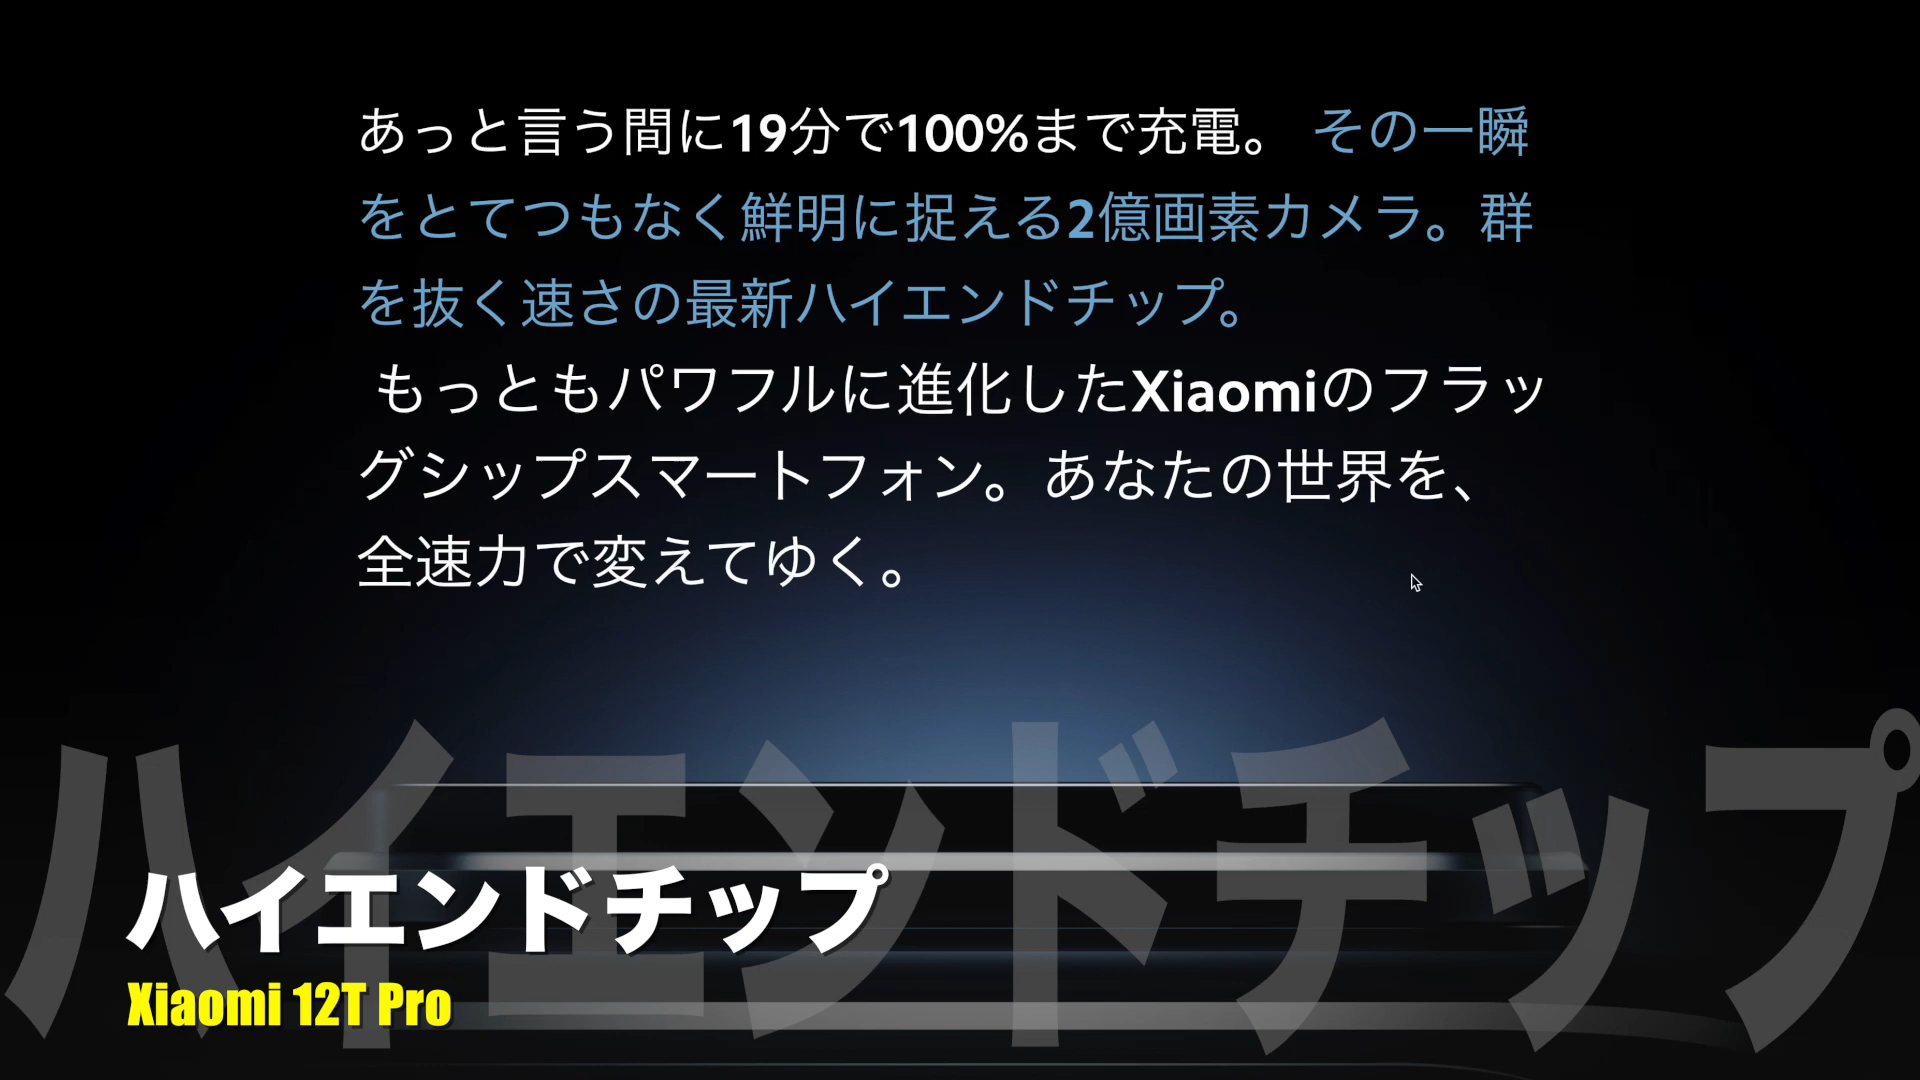 あっと言う間に19分で100%まで充電。 その一瞬
をとてつもなく鮮明に捉える2億画素カメラ。群
を抜く速さの最新ハイエンドチップ。
もっともパワフルに進化したXiaomiのフラッ
グシップスマートフォン。あなたの世界を、
全速力で変えてゆく。
ハイエンドチップ
ハイエンドチップ
Xiaomi 12T Pro